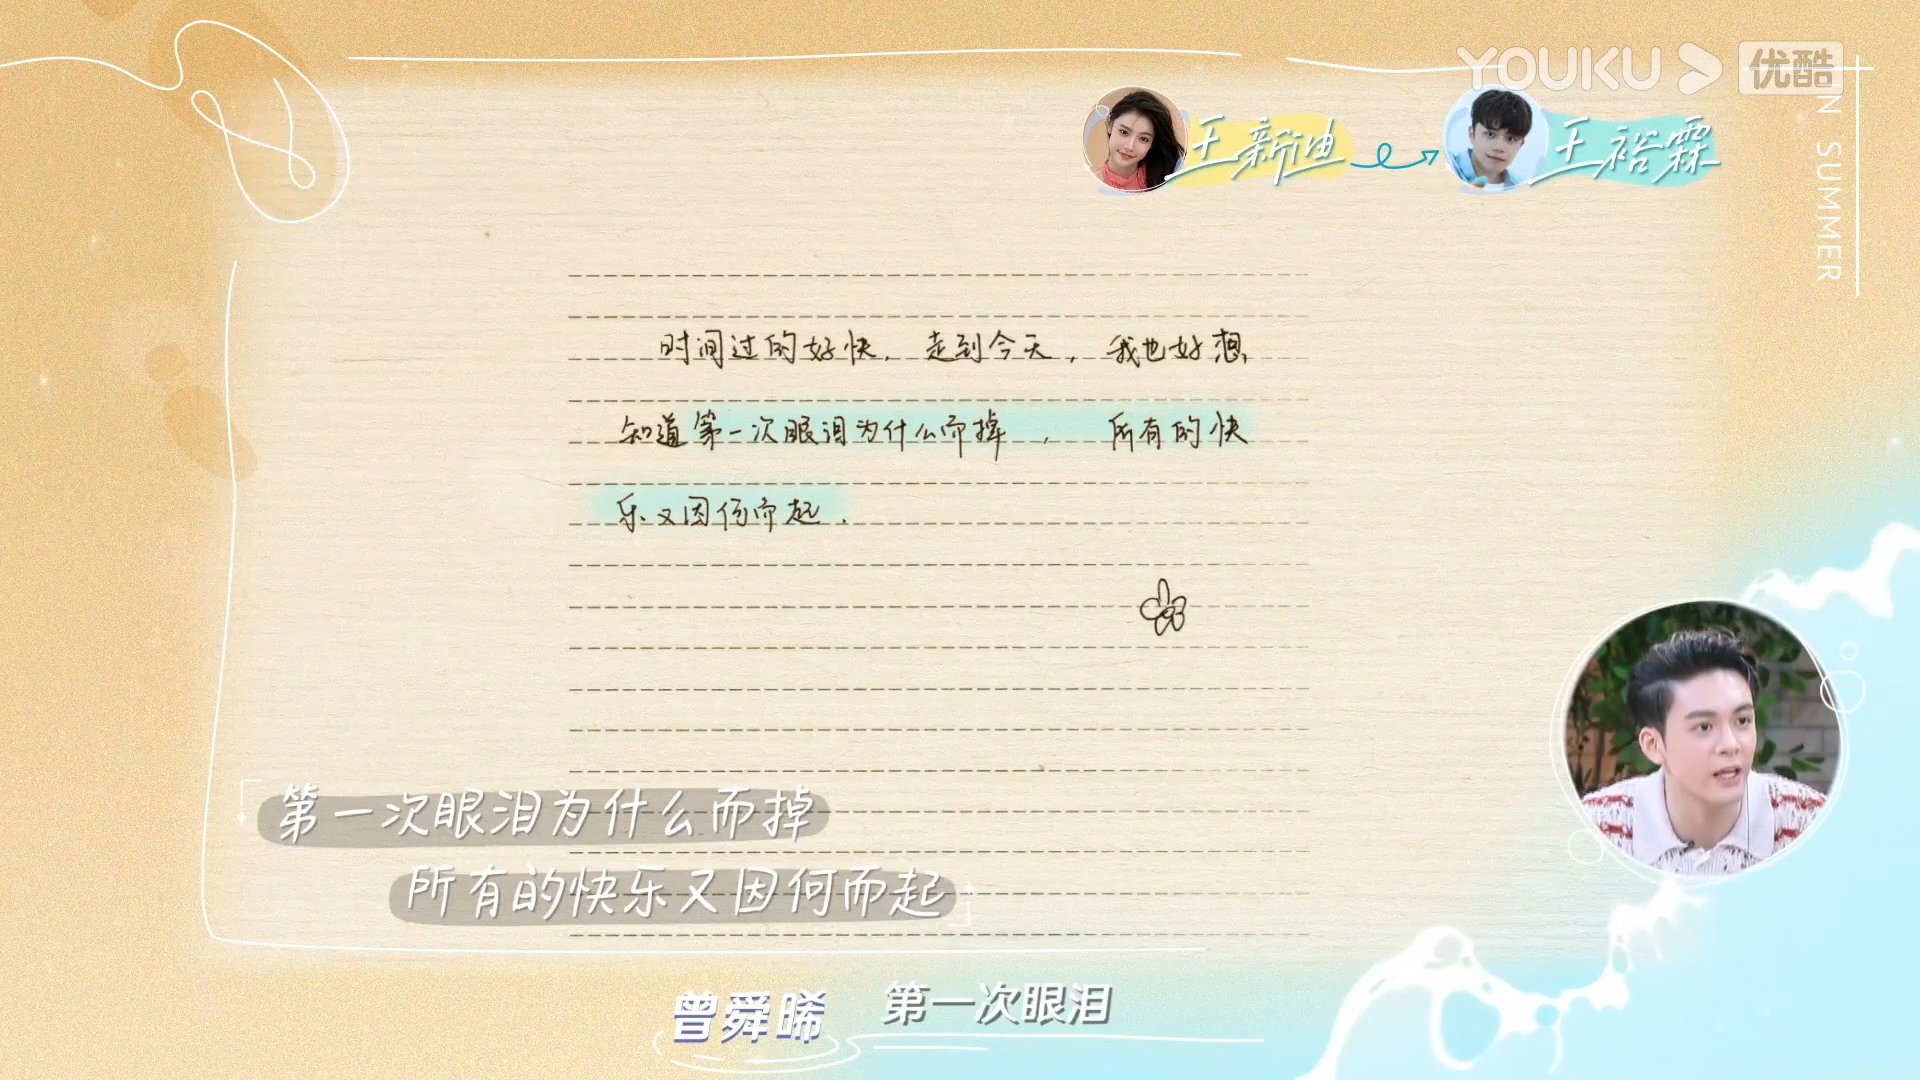 YOUKU 优酷
王新迪
王裕霖
IN SUMMER
时间过的好快，走到今天，我也好想
知道第一次眼泪为什么而掉，所有的快
乐又因何而起.
第一次眼泪为什么而掉
所有的快乐又因何而起
曾舜晞
第一次眼泪